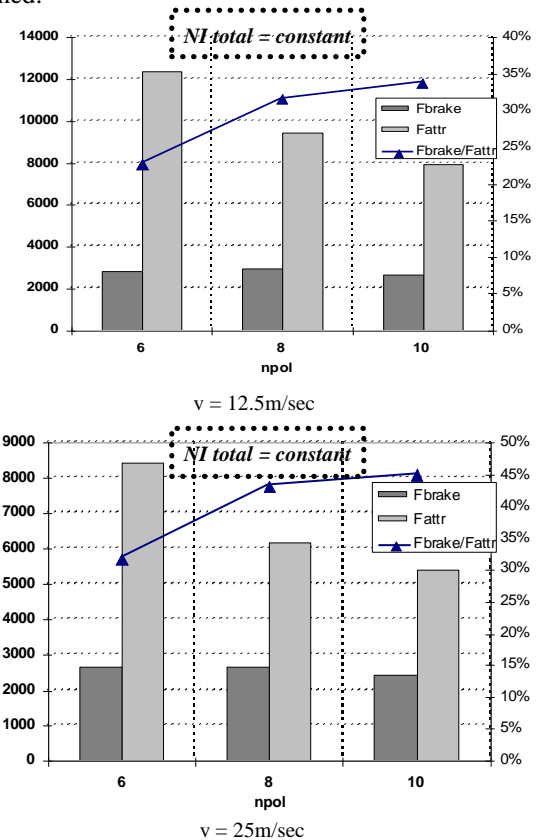 NI total = constant
14000
12000
10000
8000
6000
4000
2000
0
40%
35%
30%
25%
20%
15%
10%
5%
0%
Fbrake
Fattr
Fbrake/Fattr
6 8 10
npol
v = 12.5m/sec
NI total = constant
9000
8000
7000
6000
5000
4000
3000
2000
1000
0
50%
45%
40%
35%
30%
25%
20%
15%
10%
5%
0%
Fbrake
Fattr
Fbrake/Fattr
6 8 10
npol
v = 25m/sec